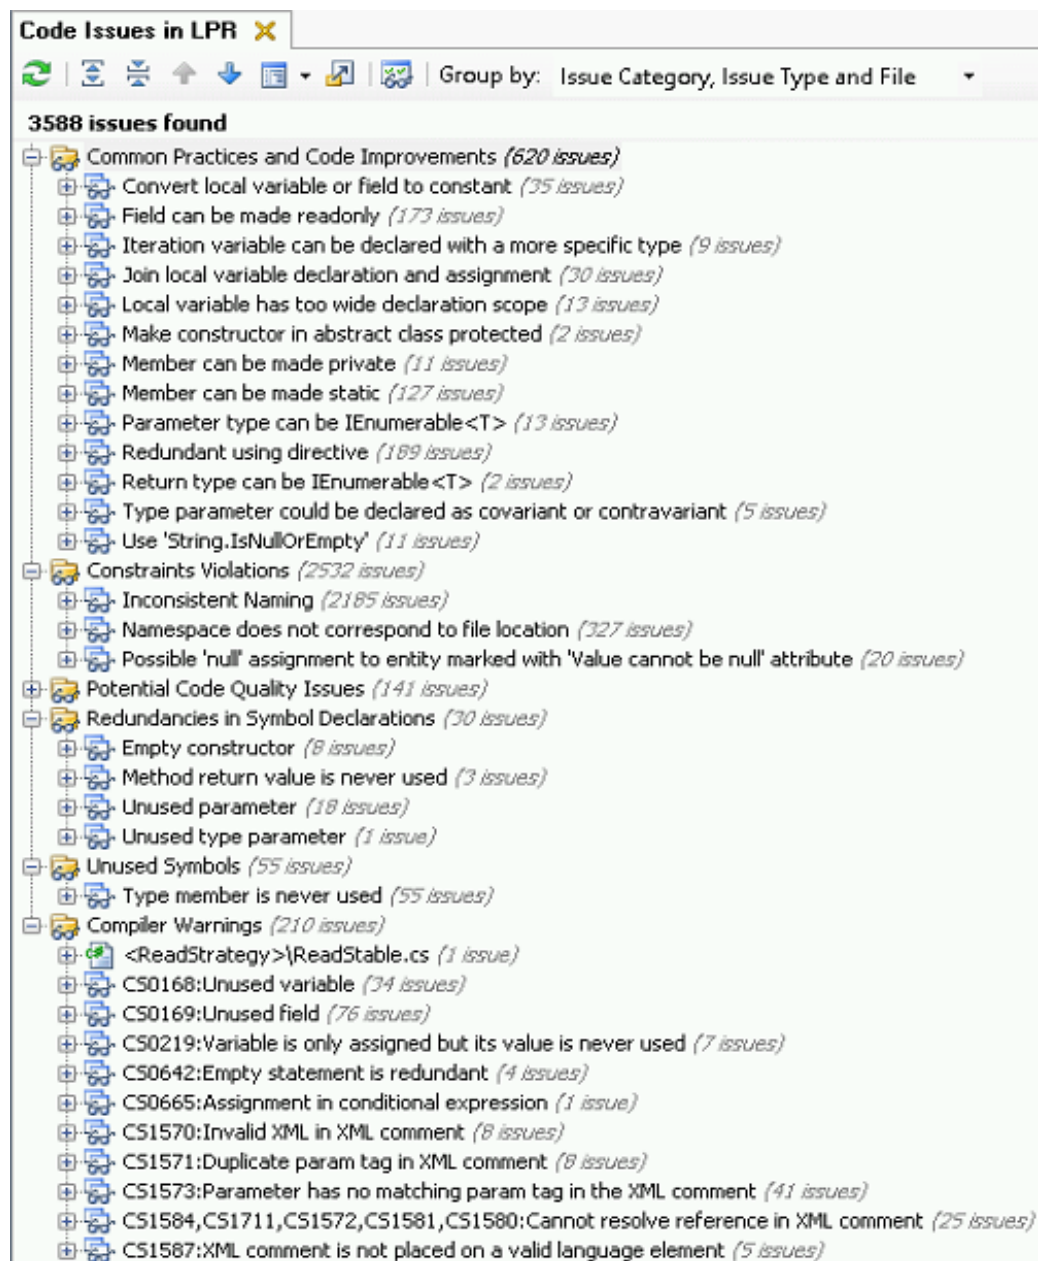 Code Issues in LPR
Group by: Issue Category, Issue Type and File
3588 issues found
Common Practices and Code Improvements (620 issues)
Convert local variable or field to constant (35 issues)
Field can be made readonly (173 issues)
Iteration variable can be declared with a more specific type (9 issues)
Join local variable declaration and assignment (30 issues)
Local variable has too wide declaration scope (13 issues)
Make constructor in abstract class protected (2 issues)
Member can be made private (11 issues)
Member can be made static (127 issues)
Parameter type can be IEnumerable<T> (13 issues)
Redundant using directive (189 issues)
Return type can be IEnumerable<T> (2 issues)
Type parameter could be declared as covariant or contravariant (5 issues)
Use 'String.IsNullOrEmpty' (11 issues)
Constraints Violations (2532 issues)
Inconsistent Naming (2185 issues)
Namespace does not correspond to file location (327 issues)
Possible 'null' assignment to entity marked with 'Value cannot be null' attribute (20 issues)
Potential Code Quality Issues (141 issues)
Redundancies in Symbol Declarations (30 issues)
Empty constructor (8 issues)
Method return value is never used (3 issues)
Unused parameter (18 issues)
Unused type parameter (1 issue)
Unused Symbols (55 issues)
Type member is never used (55 issues)
Compiler Warnings (210 issues)
<ReadStrategy>\ReadStable.cs (1 issue)
CS0168:Unused variable (34 issues)
CS0169:Unused field (76 issues)
CS0219:Variable is only assigned but its value is never used (7 issues)
CS0642:Empty statement is redundant (4 issues)
CS0665:Assignment in conditional expression (1 issue)
CS1570:Invalid XML in XML comment (8 issues)
CS1571:Duplicate param tag in XML comment (8 issues)
CS1573:Parameter has no matching param tag in the XML comment (41 issues)
CS1584,CS1711,CS1572,CS1581,CS1580:Cannot resolve reference in XML comment (25 issues)
CS1587:XML comment is not placed on a valid language element (5 issues)